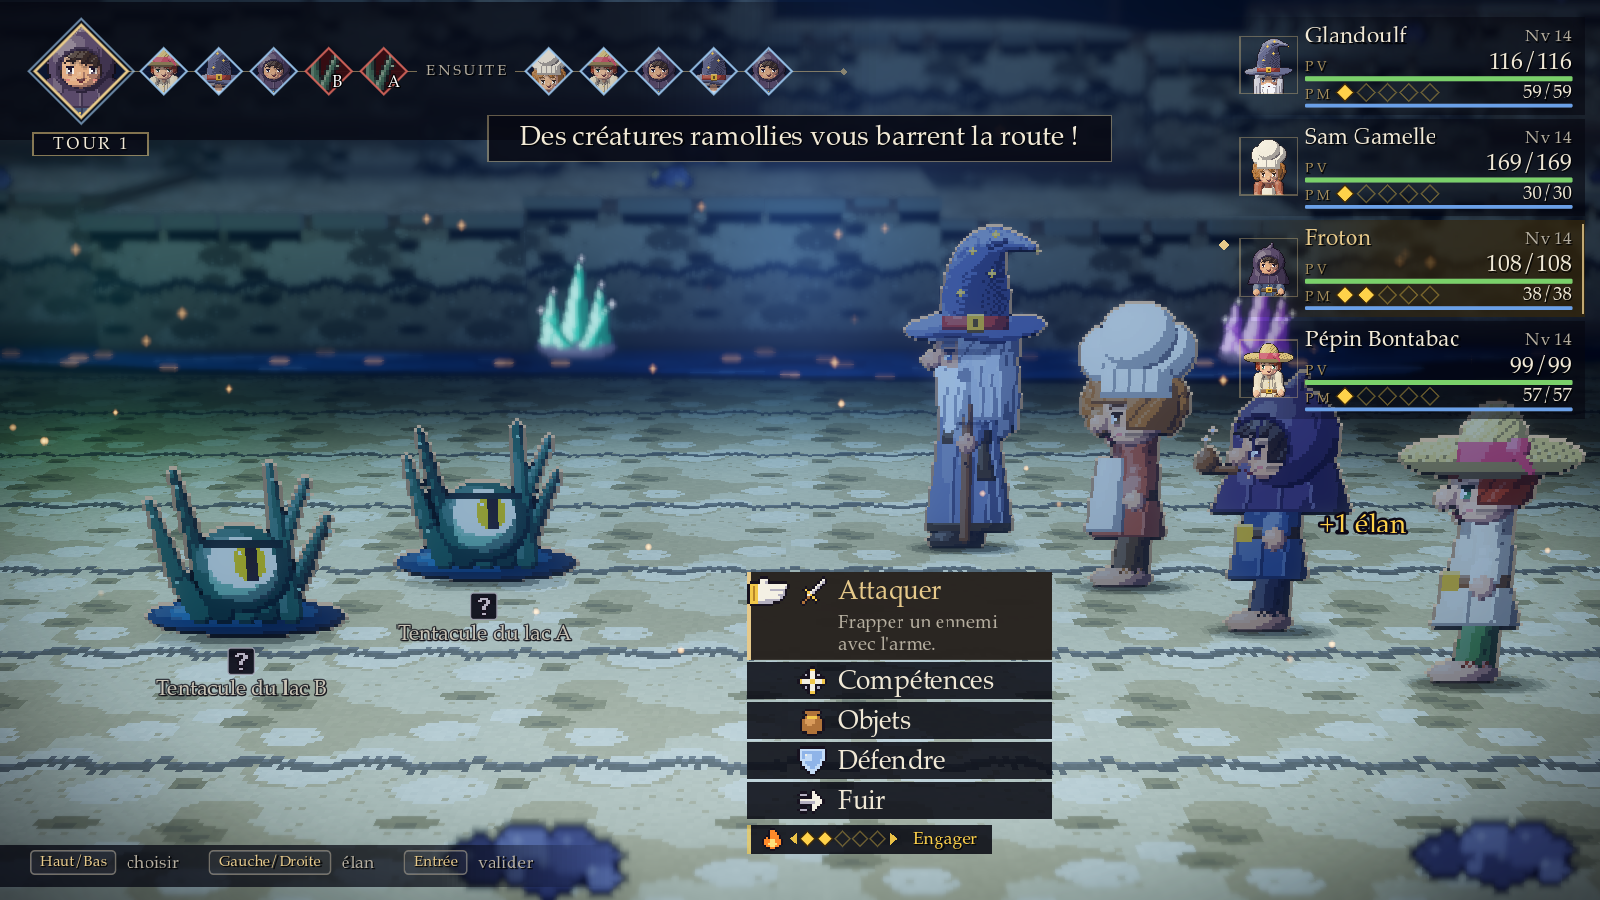 B
A
ENSUITE
TOUR 1
Des créatures ramollies vous barrent la route !
Glandoulf
Nv 14
PV
116/116
PM
59/59
Sam Gamelle
Nv 14
PV
169/169
PM
30/30
Froton
Nv 14
PV
108/108
PM
38/38
Pépin Bontabac
Nv 14
PV
99/99
PM
57/57
+1 élan
?
Tentacule du lac A
?
Tentacule du lac B
Attaquer
Frapper un ennemi
avec l'arme.
Compétences
Objets
Défendre
Fuir
Engager
Haut/Bas choisir Gauche/Droite élan Entrée valider